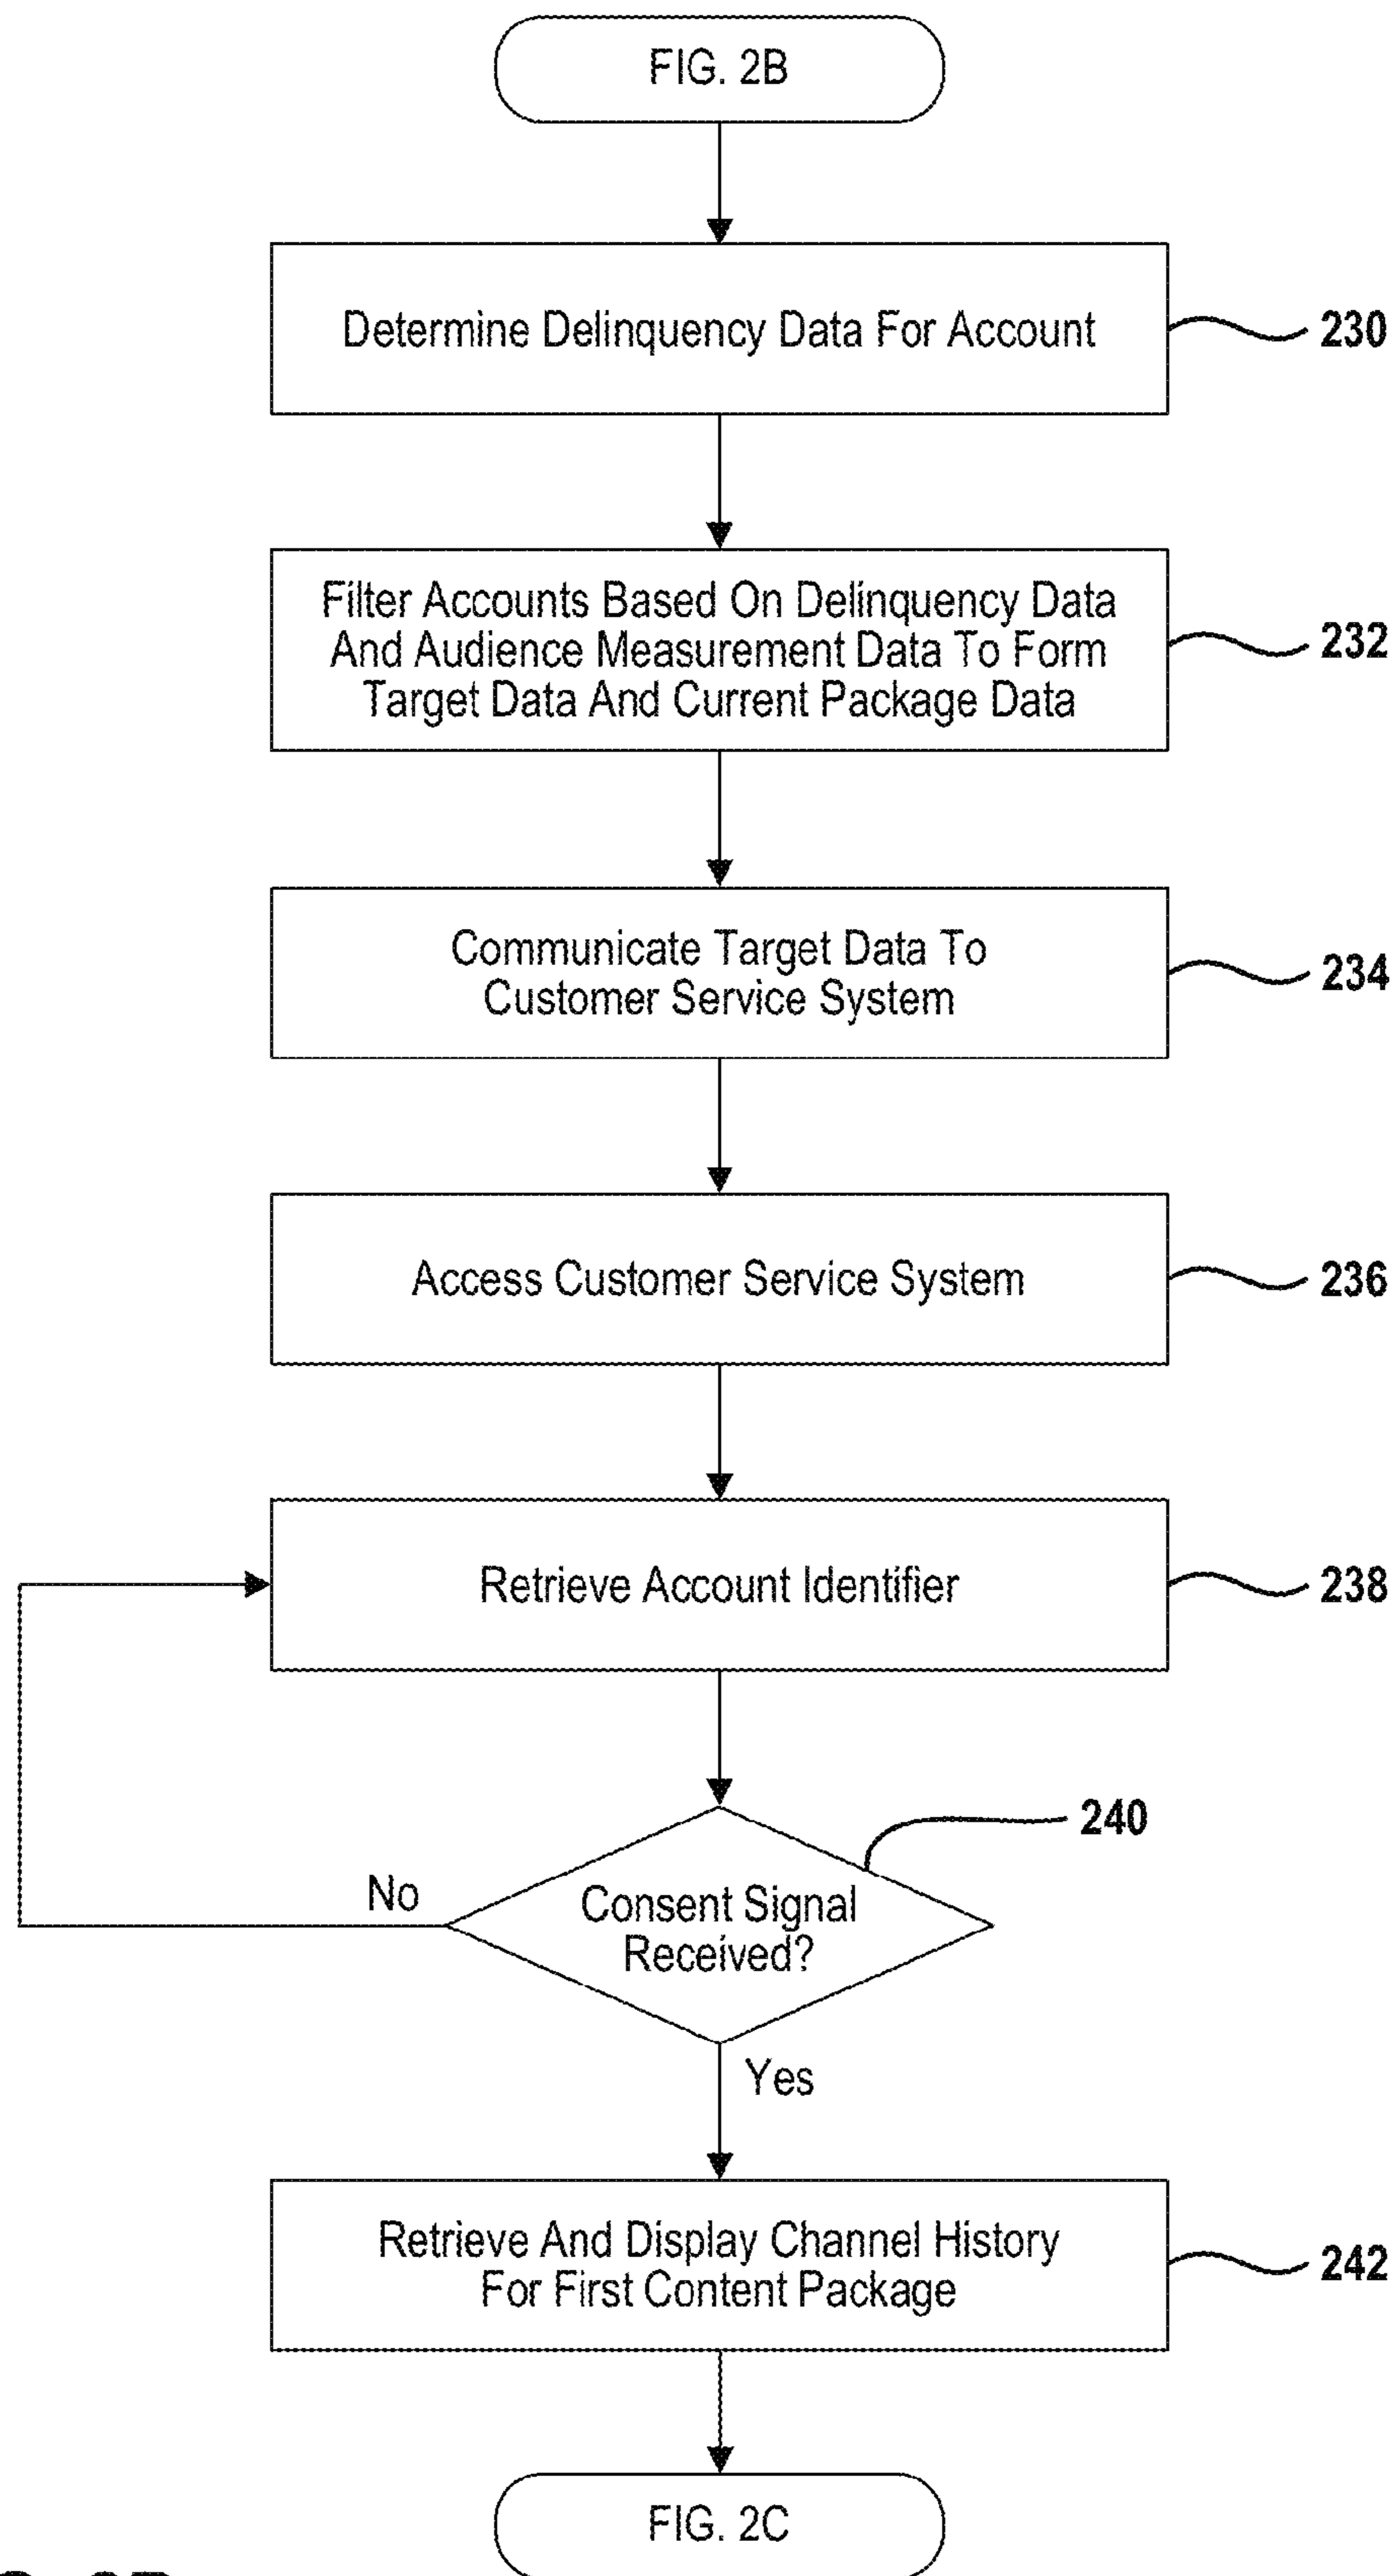 FIG. 2B
Determine Delinquency Data For Account
230
Filter Accounts Based On Delinquency Data
And Audience Measurement Data To Form
Target Data And Current Package Data
232
Communicate Target Data To
Customer Service System
234
Access Customer Service System
236
Retrieve Account Identifier
238
240
No
Consent Signal
Received?
Yes
Retrieve And Display Channel History
For First Content Package
242
FIG. 2C